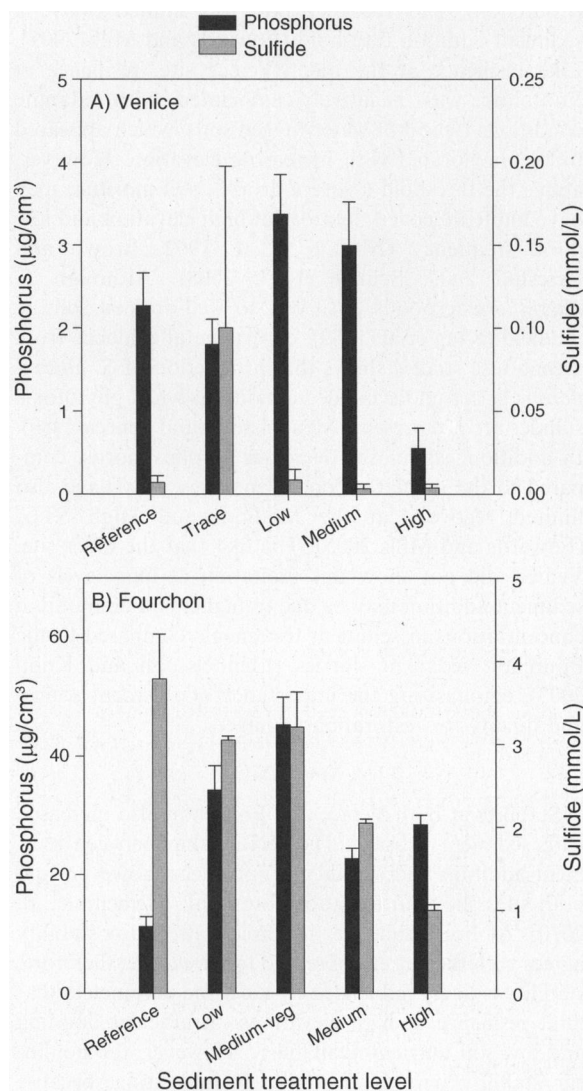 Phosphorus
Sulfide
A) Venice
Phosphorus (µg/cm³)
5
4
3
2
1
0
Sulfide (mmol/L)
0.25
0.20
0.15
0.10
0.05
0.00
Reference
Trace
Low
Medium
High
B) Fourchon
Phosphorus (µg/cm³)
60
40
20
0
Sulfide (mmol/L)
5
4
3
2
1
0
Reference
Low
Medium-veg
Medium
High
Sediment treatment level